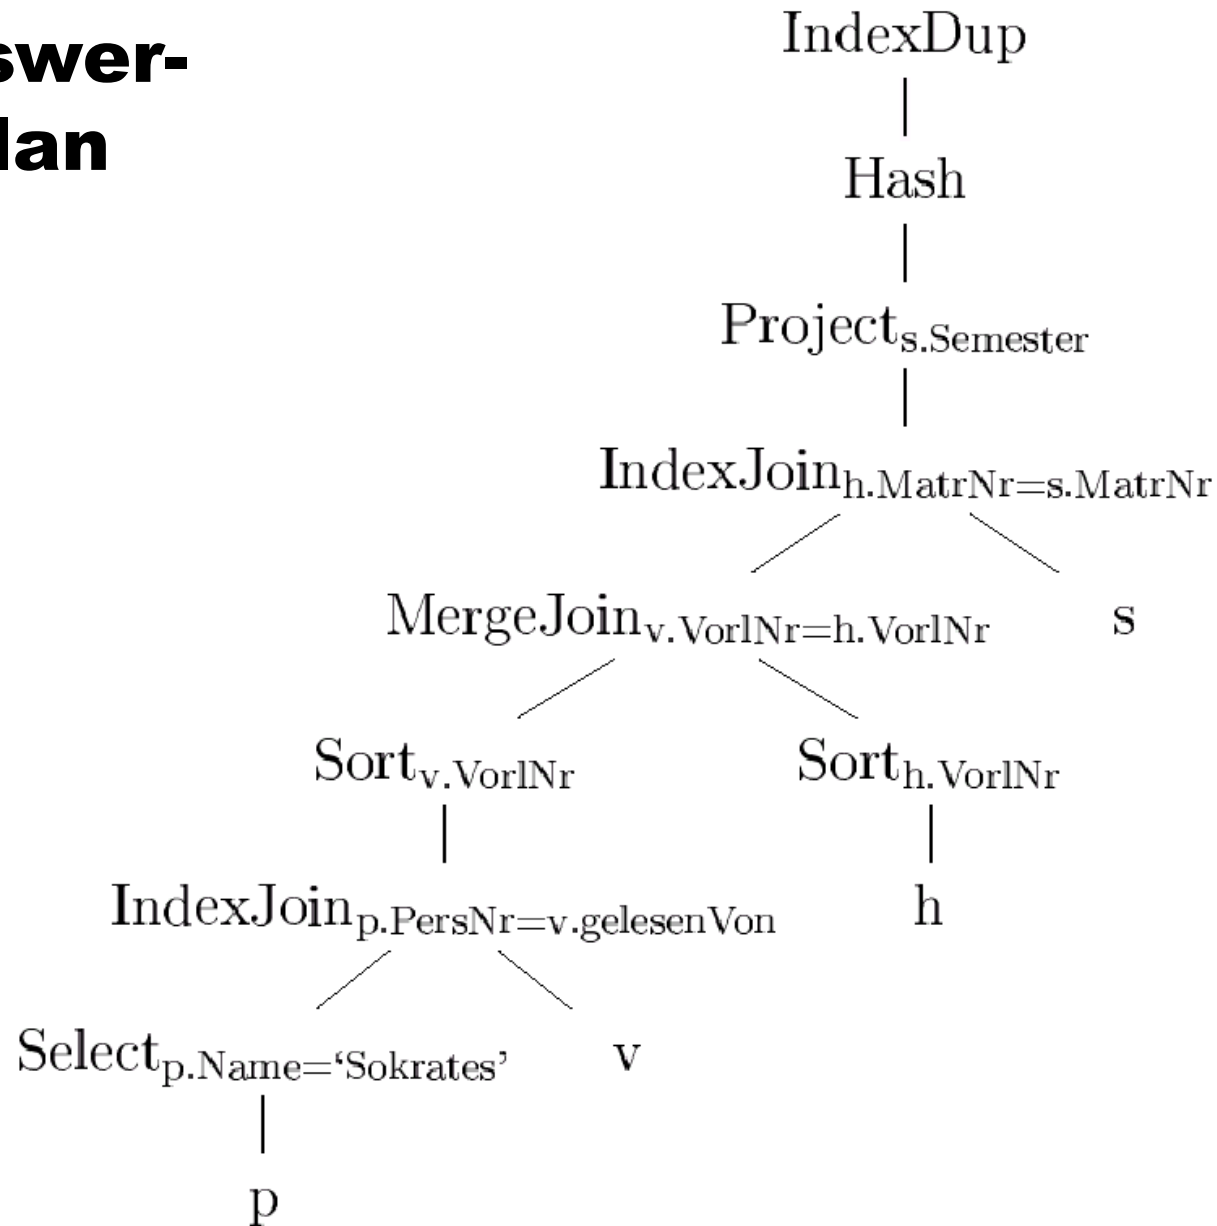 swer-
lan
IndexDup
Hash
Project s.Semester
IndexJoin h.MatrNr=s.MatrNr
MergeJoin v.VorlNr=h.VorlNr s
Sort v.VorlNr Sort h.VorlNr
IndexJoin p.PersNr=v.gelesenVon h
Select p.Name=‘Sokrates’ v
p